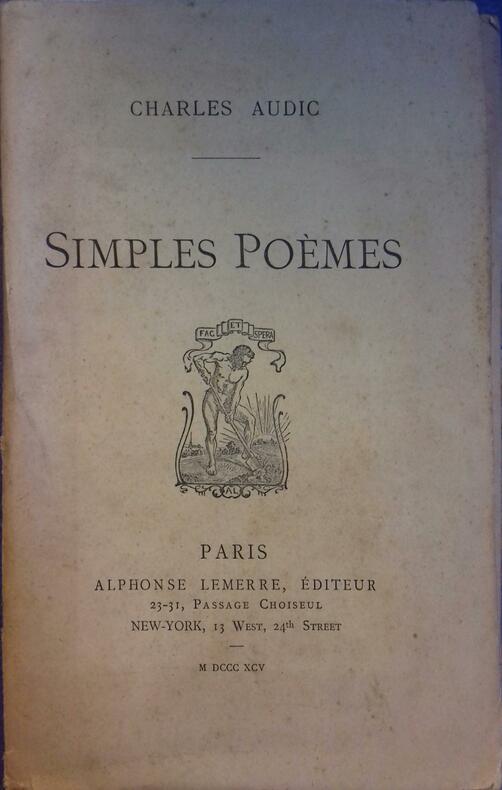 CHARLES AUDIC
SIMPLES POÈMES
FAC ET SPERA
AL
PARIS
ALPHONSE LEMERRE, ÉDITEUR
23-31, PASSAGE CHOISEUL
NEW-YORK, 13 WEST, 24th STREET
M DCCC XCV